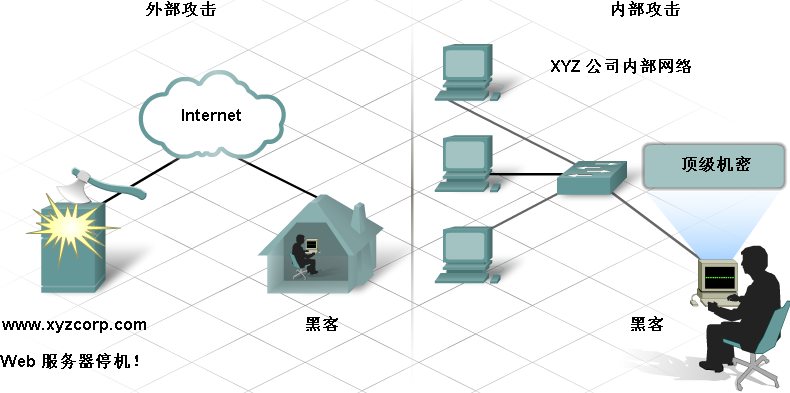 外部攻击
内部攻击
XYZ 公司内部网络
Internet
顶级机密
www.xyzcorp.com
黑客
黑客
Web 服务器停机！